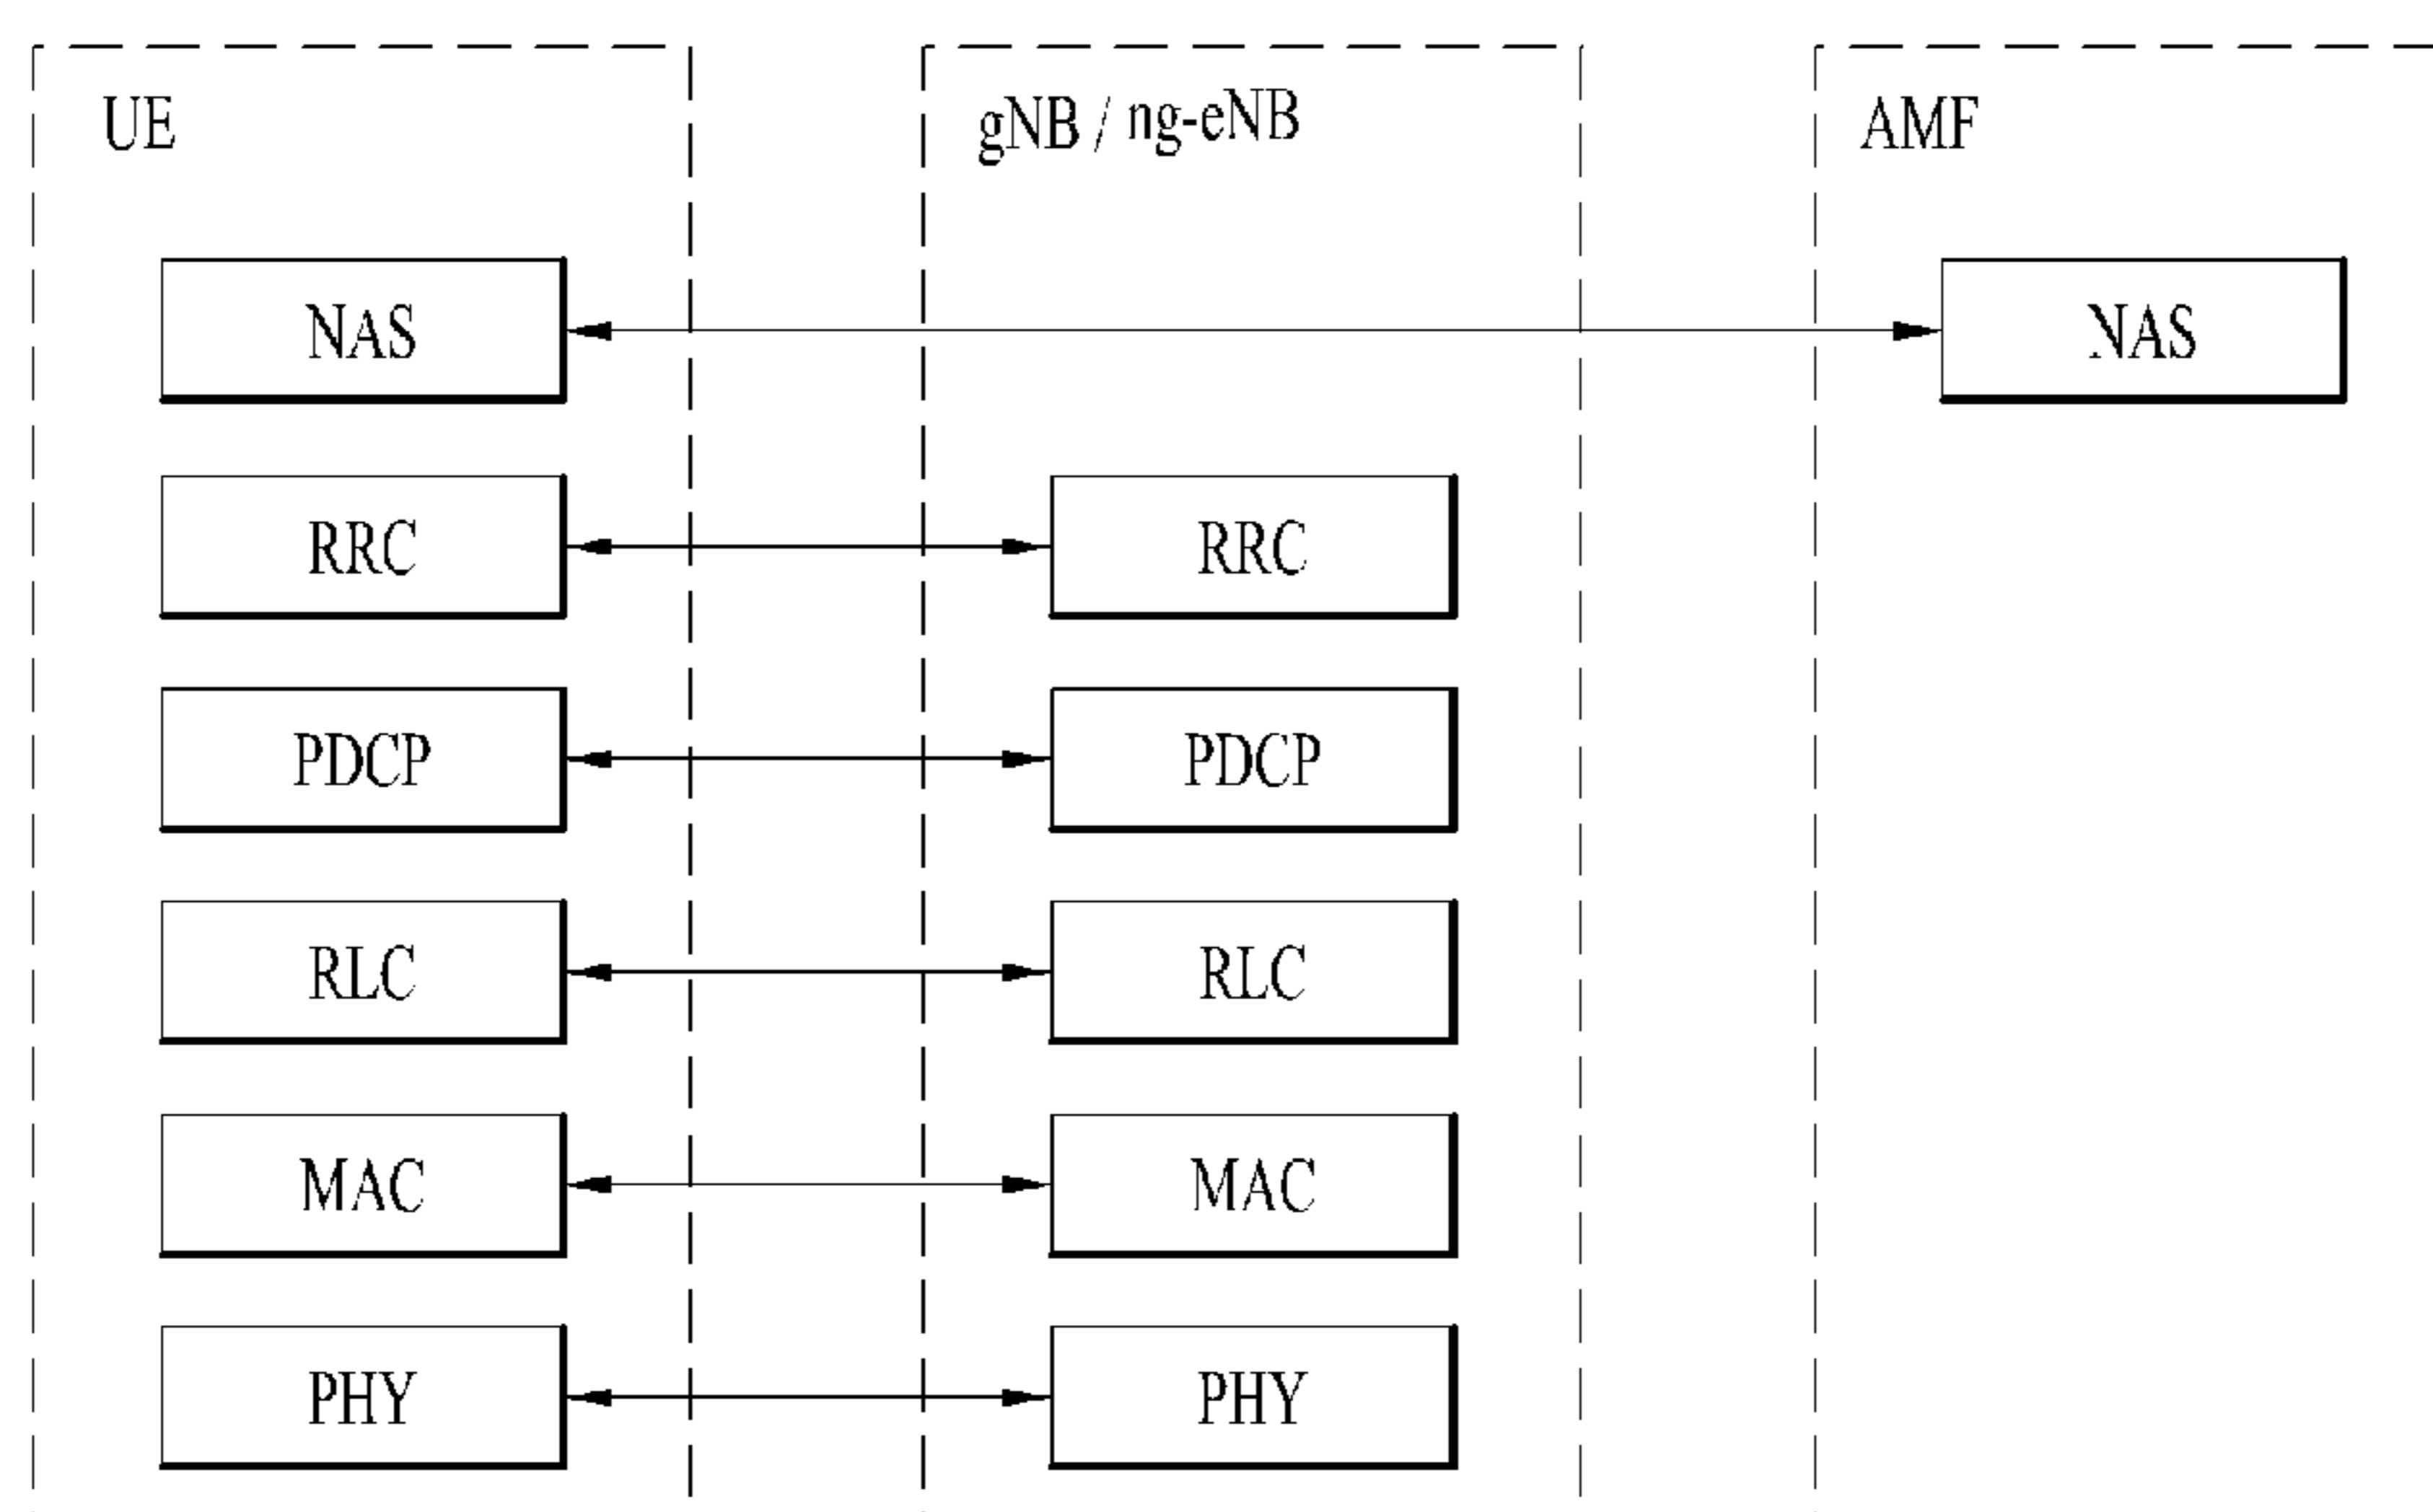 UE
gNB / ng-eNB
AMF
NAS
NAS
RRC
RRC
PDCP
PDCP
RLC
RLC
MAC
MAC
PHY
PHY